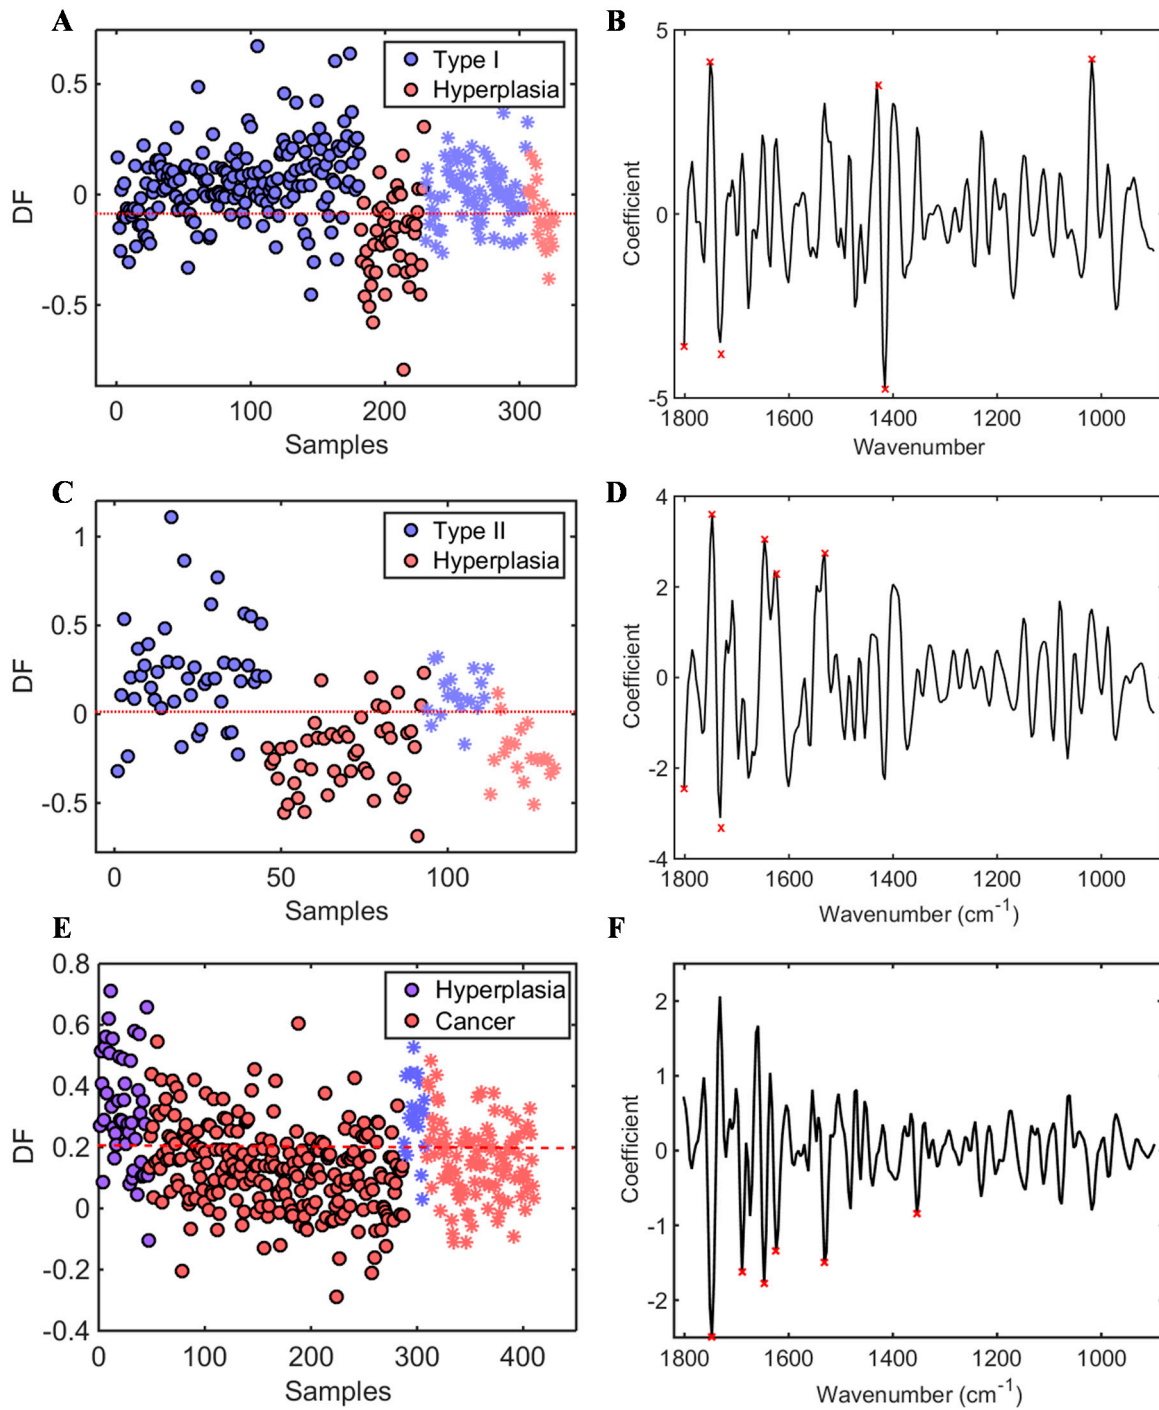 A
Type I
Hyperplasia
0.5
0
-0.5
DF
0
100
200
300
Samples
B
5
0
-5
Coefficient
1800
1600
1400
1200
1000
Wavenumber
C
Type II
Hyperplasia
1
0.5
0
-0.5
DF
0
50
100
Samples
D
4
2
0
-2
-4
Coefficient
1800
1600
1400
1200
1000
Wavenumber (cm⁻¹)
E
Hyperplasia
Cancer
0.8
0.6
0.4
0.2
0
-0.2
-0.4
DF
0
100
200
300
400
Samples
F
2
1
0
-1
-2
Coefficient
1800
1600
1400
1200
1000
Wavenumber (cm⁻¹)